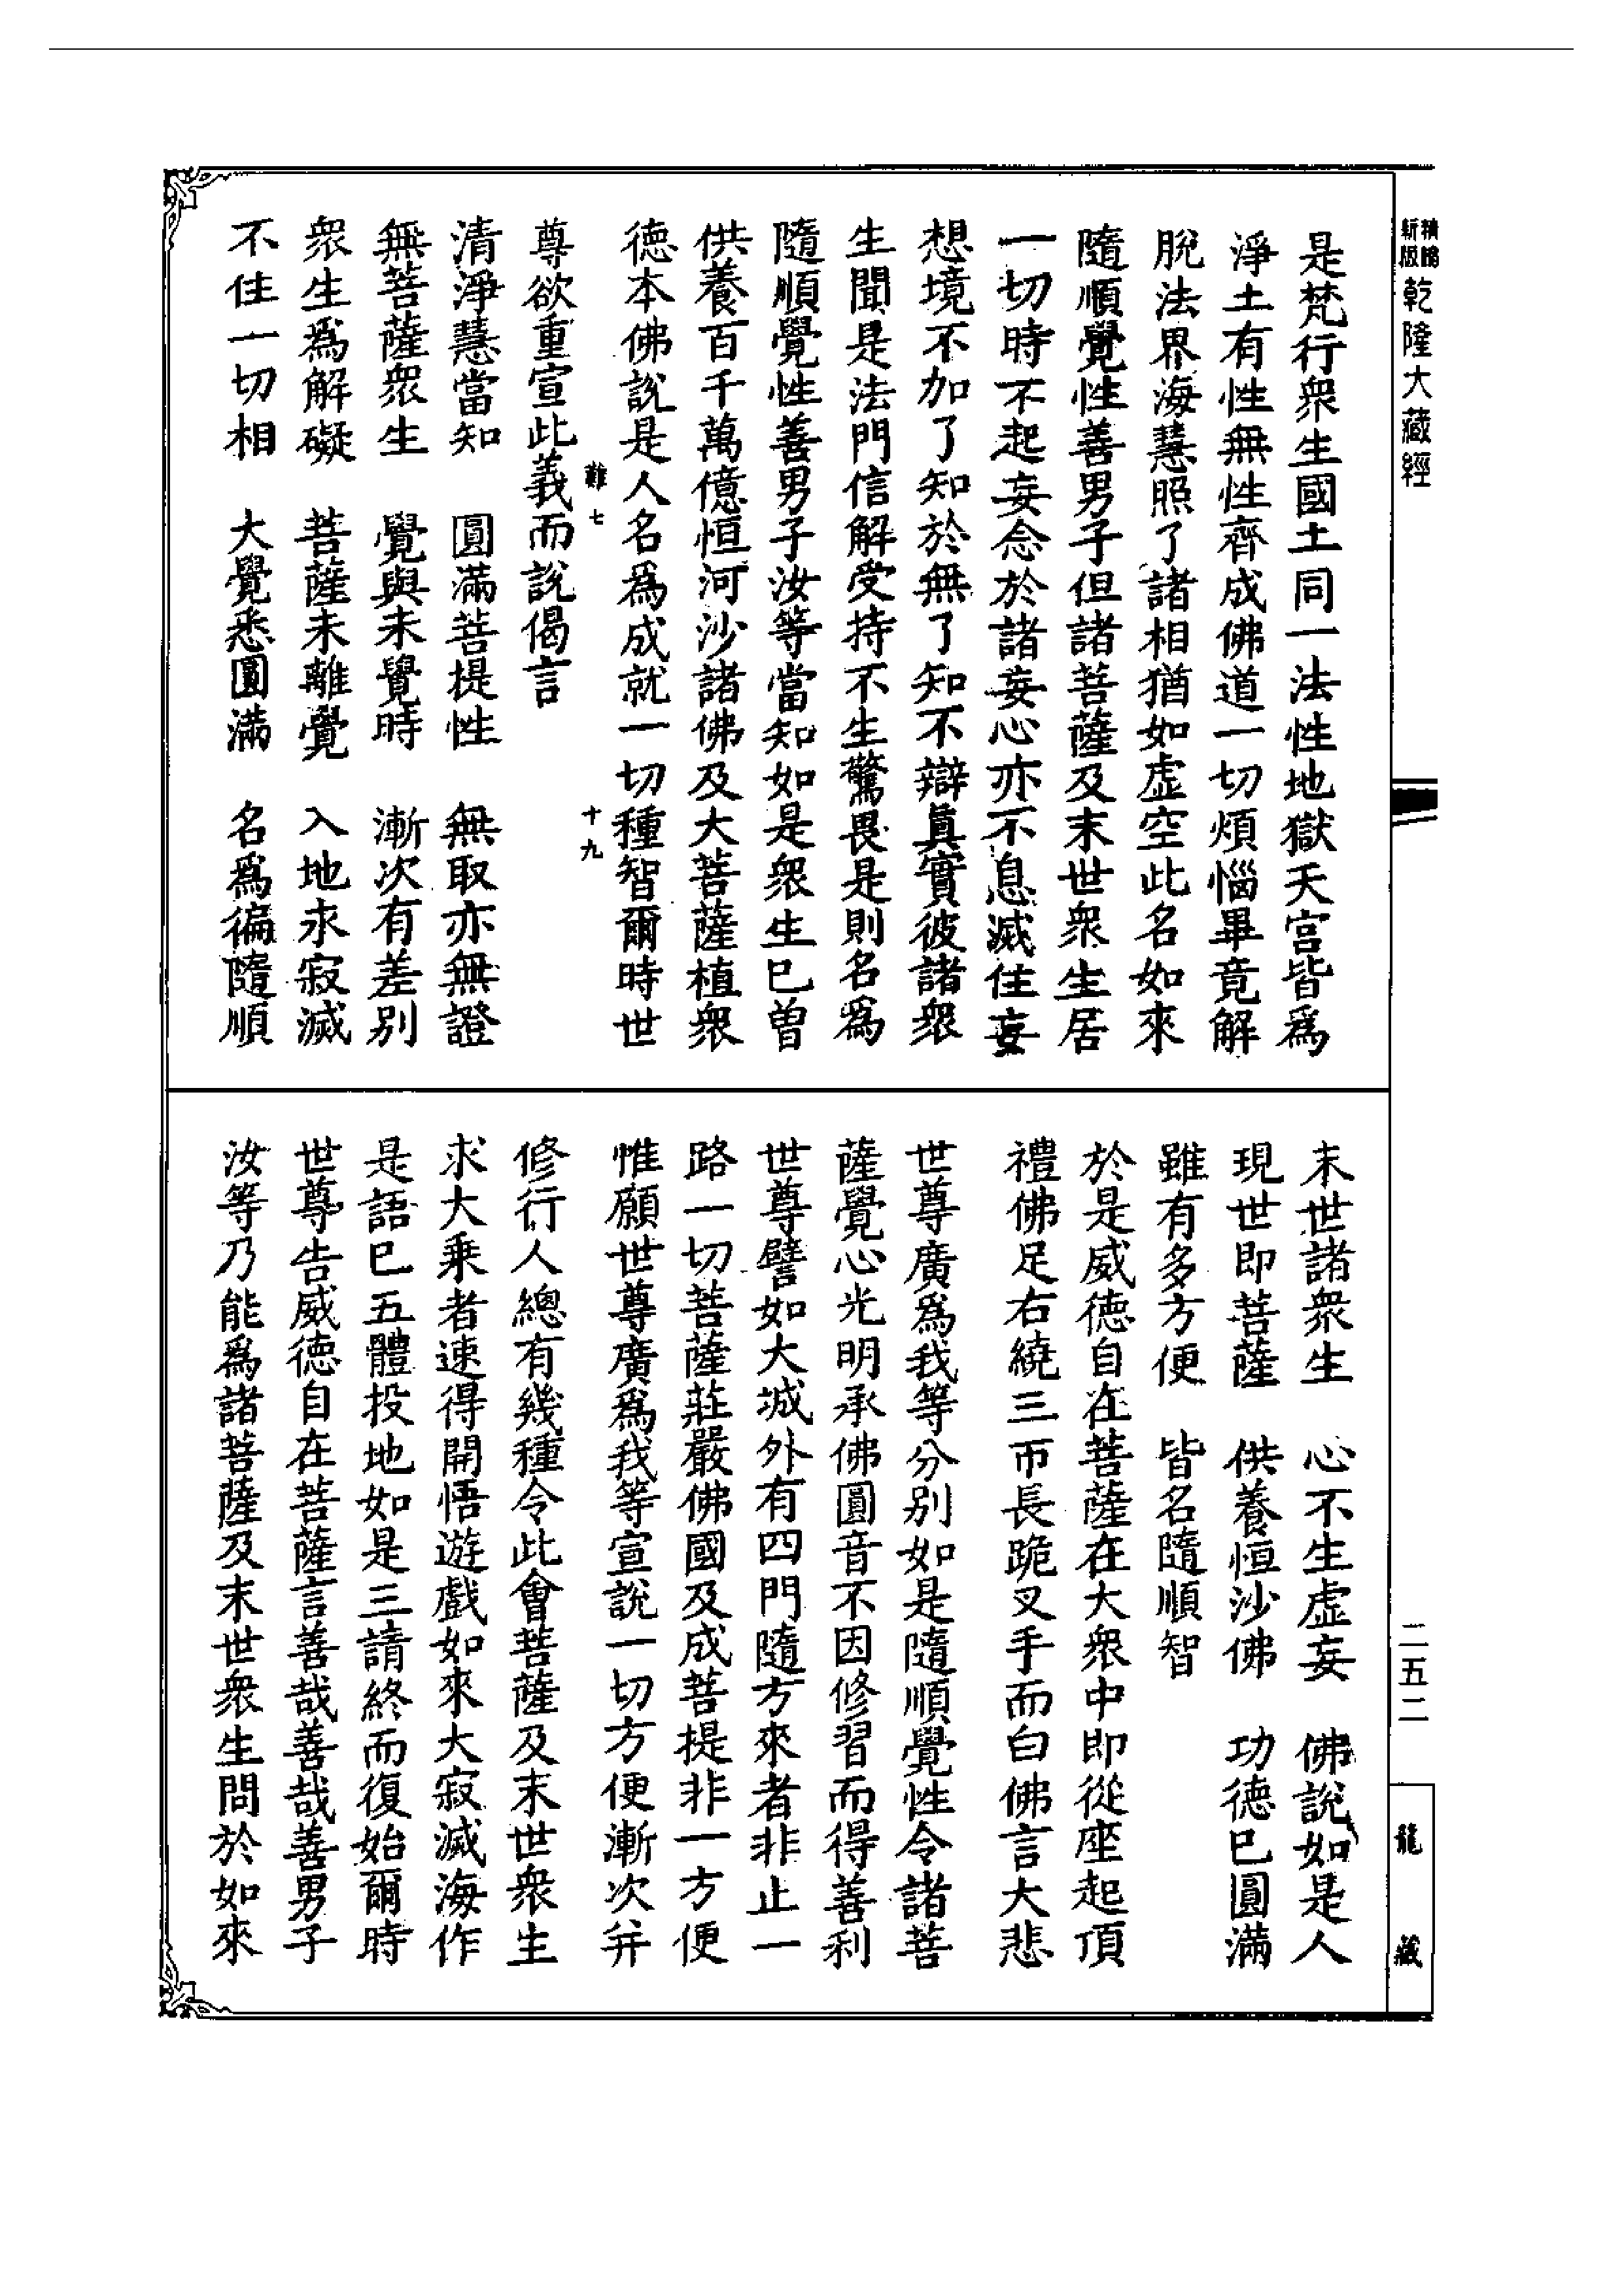 新版
乾隆大藏經
是梵行衆生國土同一法性地獄天宫皆爲
淨土有性無性齊成佛道一切煩惱畢竟解
脫法界海慧照了諸相猶如虛空此名如來
隨順覺性善男子但諸菩薩及末世衆生居
一切時不起妄念於諸妄心亦不息滅住妄
想境不加了知於無了知不辯眞實彼諸衆
生聞是法門信解受持不生驚畏是則名爲
隨順覺性善男子汝等當知如是衆生巳曾
供養百千萬億恒河沙諸佛及大菩薩植衆
德本佛說是人名爲成就一切種智爾時世
難七
十九
尊欲重宣此義而說偈言
清淨慧當知　圓滿菩提性　無取亦無證
無菩薩衆生　覺與未覺時　漸次有差别
衆生爲解礙　菩薩未離覺　入地永寂滅
不住一切相　大覺悉圓滿　名爲徧隨順
末世諸衆生　心不生虛妄　佛說如是人
現世即菩薩　供養恒沙佛　功德巳圓滿
雖有多方便　皆名隨順智
於是威德自在菩薩在大衆中即從座起頂
禮佛足右繞三帀長跪叉手而白佛言大悲
世尊廣爲我等分别如是隨順覺性令諸菩
薩覺心光明承佛圓音不因修習而得善利
世尊譬如大城外有四門隨方來者非止一
路一切菩薩莊嚴佛國及成菩提非一方便
惟願世尊廣爲我等宣說一切方便漸次并
修行人總有幾種令此會菩薩及末世衆生
求大乘者速得開悟遊戲如來大寂滅海作
是語巳五體投地如是三請終而復始爾時
世尊告威德自在菩薩言善哉善哉善男子
汝等乃能爲諸菩薩及末世衆生問於如來
二五二
龍藏